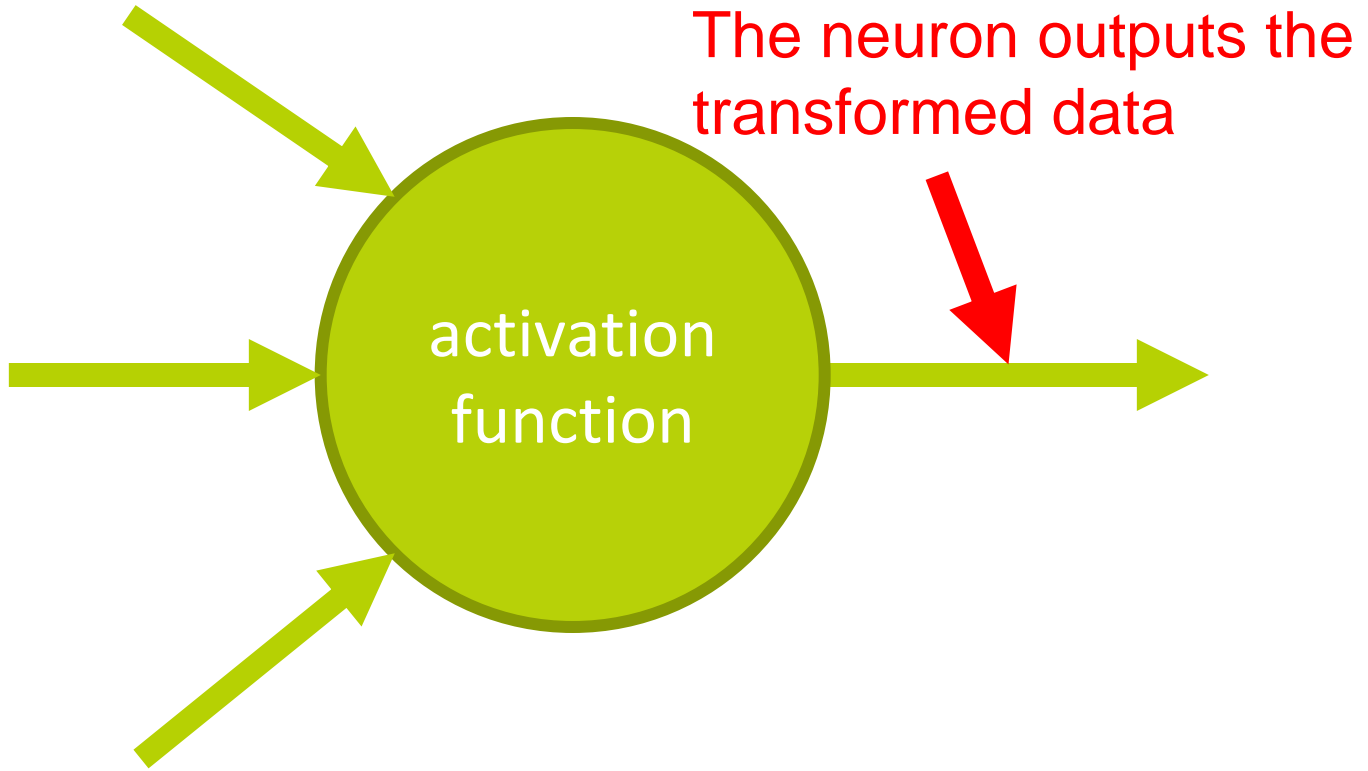 The neuron outputs the
transformed data
activation
function